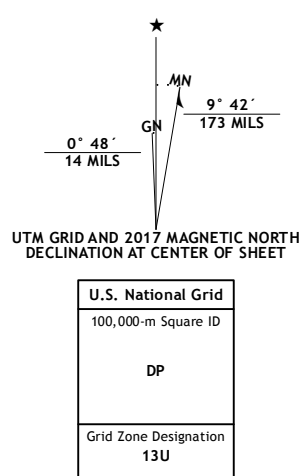 ★
MN
9° 42´
173 MILS
GN
0° 48´
14 MILS
UTM GRID AND 2017 MAGNETIC NORTH
DECLINATION AT CENTER OF SHEET
U.S. National Grid
100,000-m Square ID
DP
Grid Zone Designation
13U